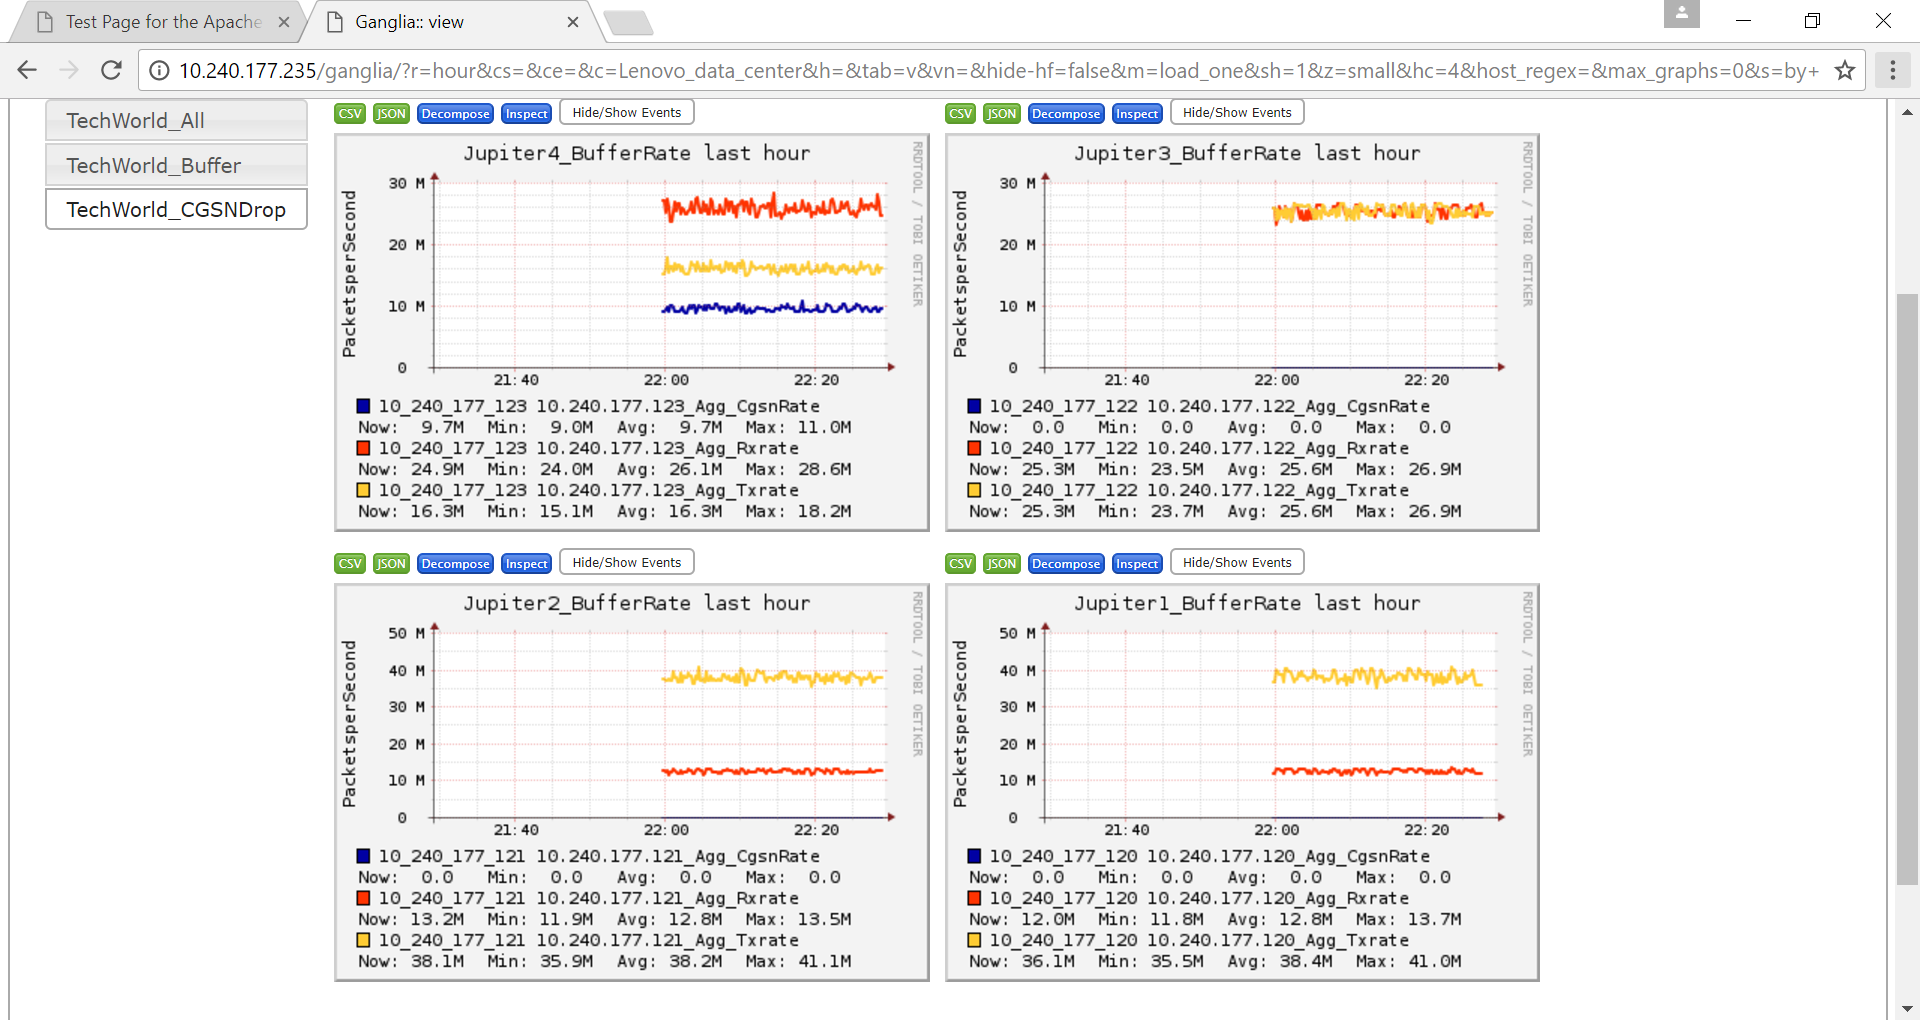 Test Page for the Apache
Ganglia:: view
10.240.177.235/ganglia/?r=hour&cs=&ce=&c=Lenovo_data_center&h=&tab=v&vn=&hide-hf=false&m=load_one&sh=1&z=small&hc=4&host_regex=&max_graphs=0&s=by+
TechWorld_All
TechWorld_Buffer
TechWorld_CGSNDrop
CSV JSON Decompose Inspect Hide/Show Events
Jupiter4_BufferRate last hour
RRDTOOL / TOBI OETIKER
PacketsperSecond
30 M
20 M
10 M
0
21:40 22:00 22:20
10_240_177_123 10.240.177.123_Agg_CgsnRate
Now: 9.7M Min: 9.0M Avg: 9.7M Max: 11.0M
10_240_177_123 10.240.177.123_Agg_Rxrate
Now: 24.9M Min: 24.0M Avg: 26.1M Max: 28.6M
10_240_177_123 10.240.177.123_Agg_Txrate
Now: 16.3M Min: 15.1M Avg: 16.3M Max: 18.2M
CSV JSON Decompose Inspect Hide/Show Events
Jupiter3_BufferRate last hour
RRDTOOL / TOBI OETIKER
PacketsperSecond
30 M
20 M
10 M
0
21:40 22:00 22:20
10_240_177_122 10.240.177.122_Agg_CgsnRate
Now: 0.0 Min: 0.0 Avg: 0.0 Max: 0.0
10_240_177_122 10.240.177.122_Agg_Rxrate
Now: 25.3M Min: 23.5M Avg: 25.6M Max: 26.9M
10_240_177_122 10.240.177.122_Agg_Txrate
Now: 25.3M Min: 23.7M Avg: 25.6M Max: 26.9M
CSV JSON Decompose Inspect Hide/Show Events
Jupiter2_BufferRate last hour
RRDTOOL / TOBI OETIKER
PacketsperSecond
50 M
40 M
30 M
20 M
10 M
0
21:40 22:00 22:20
10_240_177_121 10.240.177.121_Agg_CgsnRate
Now: 0.0 Min: 0.0 Avg: 0.0 Max: 0.0
10_240_177_121 10.240.177.121_Agg_Rxrate
Now: 13.2M Min: 11.9M Avg: 12.8M Max: 13.5M
10_240_177_121 10.240.177.121_Agg_Txrate
Now: 38.1M Min: 35.9M Avg: 38.2M Max: 41.1M
CSV JSON Decompose Inspect Hide/Show Events
Jupiter1_BufferRate last hour
RRDTOOL / TOBI OETIKER
PacketsperSecond
50 M
40 M
30 M
20 M
10 M
0
21:40 22:00 22:20
10_240_177_120 10.240.177.120_Agg_CgsnRate
Now: 0.0 Min: 0.0 Avg: 0.0 Max: 0.0
10_240_177_120 10.240.177.120_Agg_Rxrate
Now: 12.0M Min: 11.8M Avg: 12.8M Max: 13.7M
10_240_177_120 10.240.177.120_Agg_Txrate
Now: 36.1M Min: 35.5M Avg: 38.4M Max: 41.0M